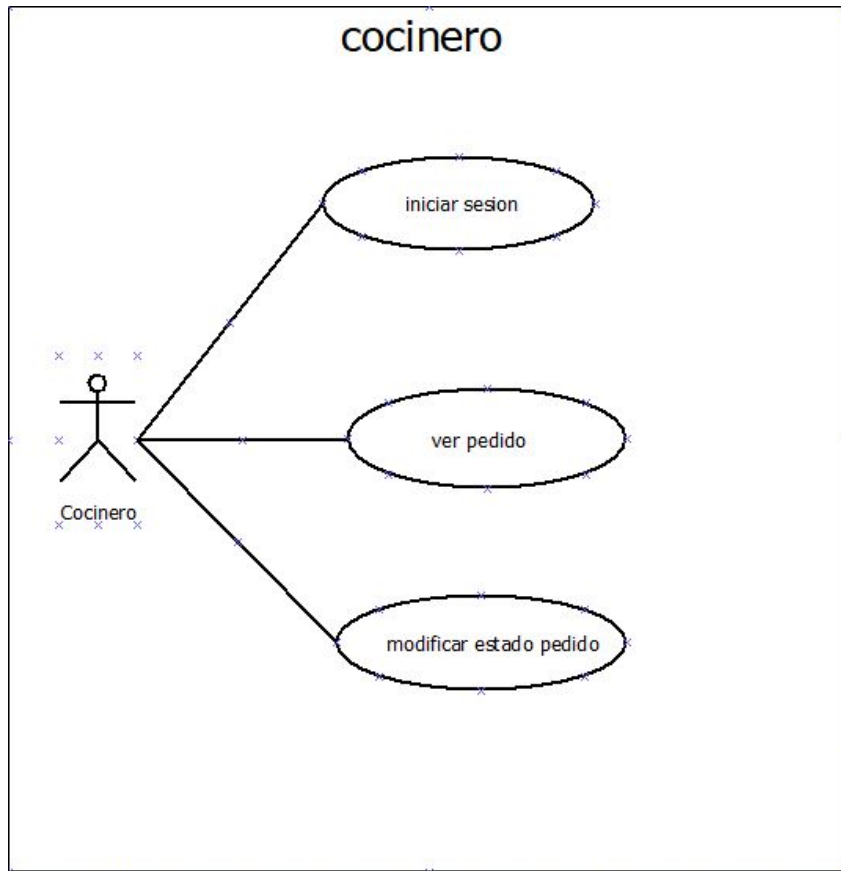 cocinero
iniciar sesion
ver pedido
Cocinero
modificar estado pedido